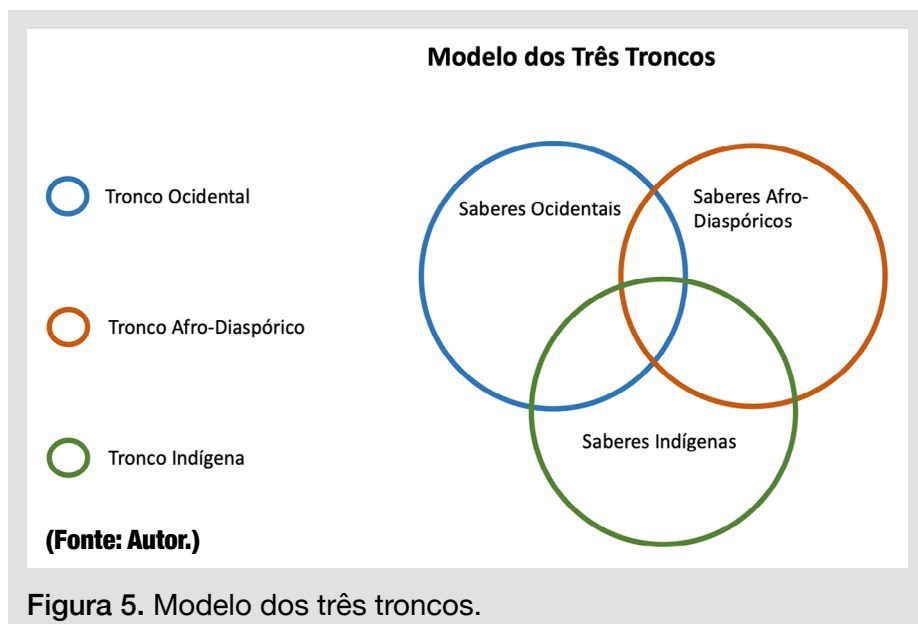 Modelo dos Três Troncos
Tronco Ocidental
Tronco Afro-Diaspórico
Tronco Indígena
Saberes Ocidentais
Saberes Afro-
Diaspóricos
Saberes Indígenas
(Fonte: Autor.)
Figura 5. Modelo dos três troncos.